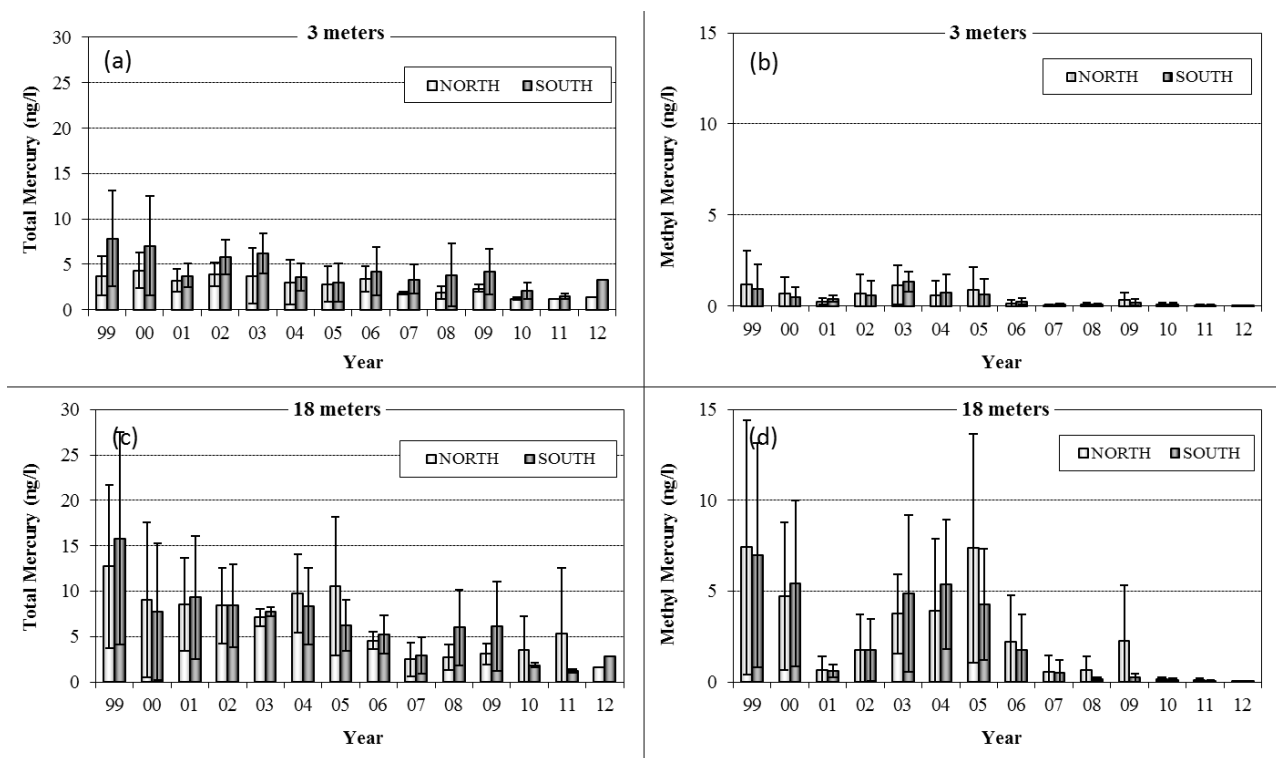 3 meters
(a)
Total Mercury (ng/l)
30
25
20
15
10
5
0
NORTH SOUTH
99 00 01 02 03 04 05 06 07 08 09 10 11 12
Year
3 meters
(b)
Methyl Mercury (ng/l)
15
10
5
0
NORTH SOUTH
99 00 01 02 03 04 05 06 07 08 09 10 11 12
Year
18 meters
(c)
Total Mercury (ng/l)
30
25
20
15
10
5
0
NORTH SOUTH
99 00 01 02 03 04 05 06 07 08 09 10 11 12
Year
18 meters
(d)
Methyl Mercury (ng/l)
15
10
5
0
NORTH SOUTH
99 00 01 02 03 04 05 06 07 08 09 10 11 12
Year